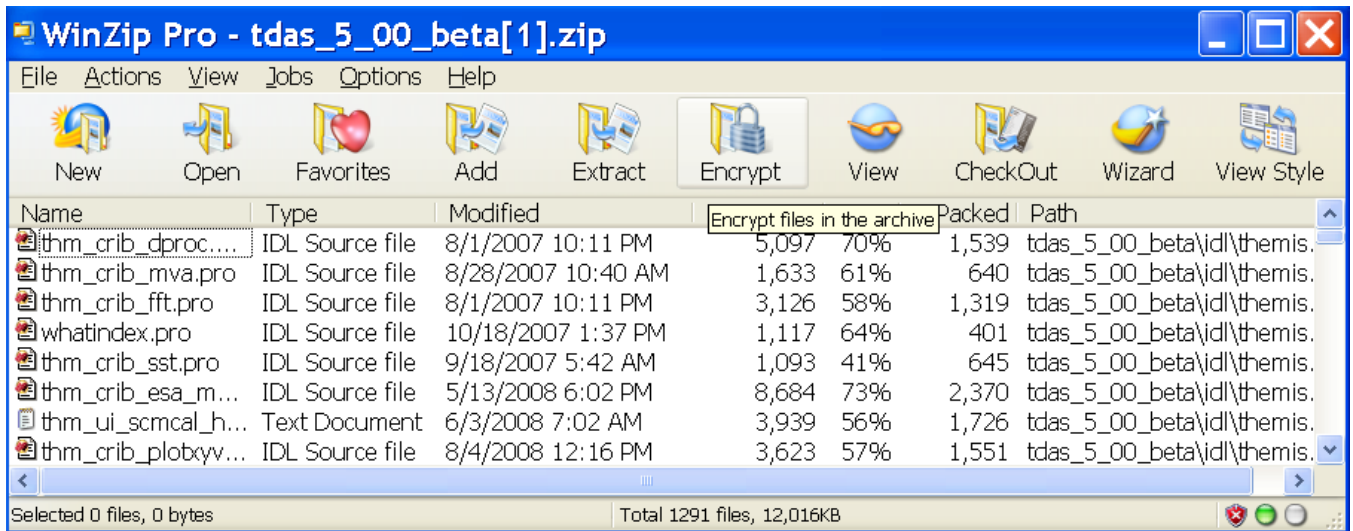 WinZip Pro - tdas_5_00_beta[1].zip
File Actions View Jobs Options Help
New Open Favorites Add Extract Encrypt View CheckOut Wizard View Style
Name Type Modified Encrypt files in the archive Packed Path
thm_crib_dproc.... IDL Source file 8/1/2007 10:11 PM 5,097 70% 1,539 tdas_5_00_beta\idl\themis.
thm_crib_mva.pro IDL Source file 8/28/2007 10:40 AM 1,633 61% 640 tdas_5_00_beta\idl\themis.
thm_crib_fft.pro IDL Source file 8/1/2007 10:11 PM 3,126 58% 1,319 tdas_5_00_beta\idl\themis.
whatindex.pro IDL Source file 10/18/2007 1:37 PM 1,117 64% 401 tdas_5_00_beta\idl\themis.
thm_crib_sst.pro IDL Source file 9/18/2007 5:42 AM 1,093 41% 645 tdas_5_00_beta\idl\themis.
thm_crib_esa_m... IDL Source file 5/13/2008 6:02 PM 8,684 73% 2,370 tdas_5_00_beta\idl\themis.
thm_ui_scmcal_h... Text Document 6/3/2008 7:02 AM 3,939 56% 1,726 tdas_5_00_beta\idl\themis.
thm_crib_plotxyv... IDL Source file 8/4/2008 12:16 PM 3,623 57% 1,551 tdas_5_00_beta\idl\themis.
Selected 0 files, 0 bytes Total 1291 files, 12,016KB